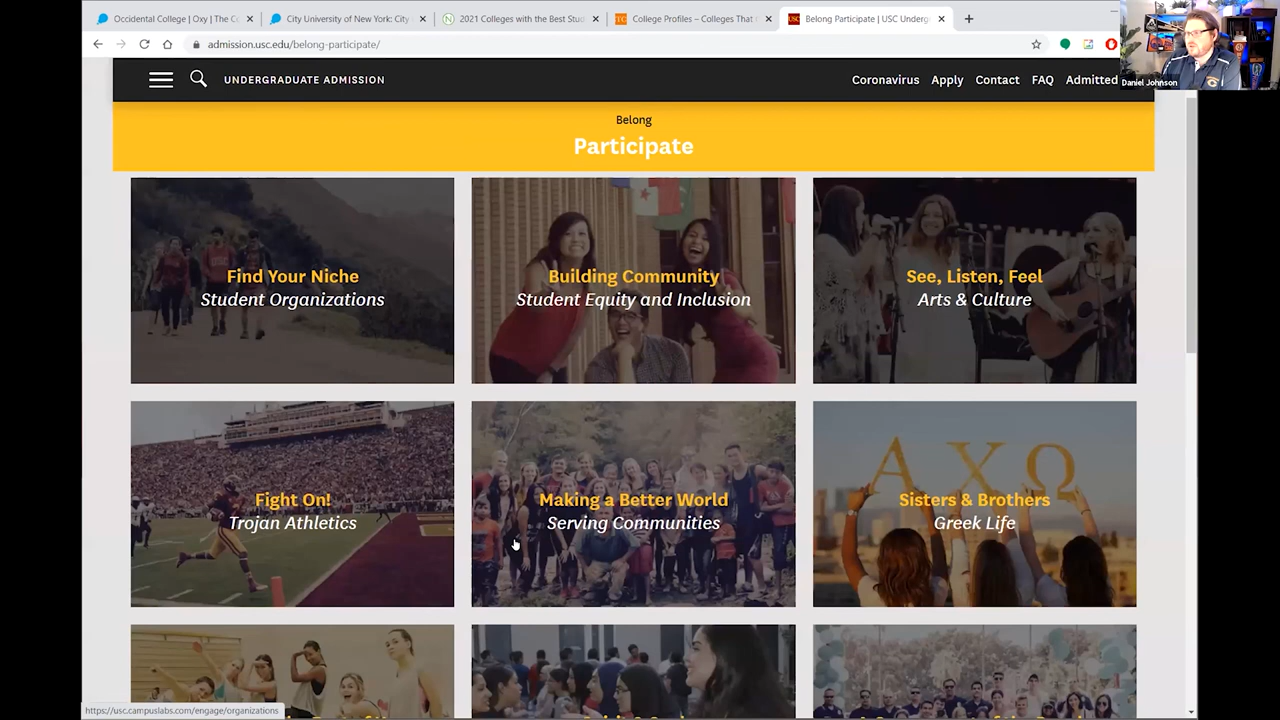 Occidental College | Oxy | The C
City University of New York: City
2021 Colleges with the Best Stud
College Profiles – Colleges That
Belong Participate | USC Underg
admission.usc.edu/belong-participate/
UNDERGRADUATE ADMISSION
Coronavirus
Apply
Contact
FAQ
Admitted
Daniel Johnson
Belong
Participate
Find Your Niche
Student Organizations
Building Community
Student Equity and Inclusion
See, Listen, Feel
Arts & Culture
Fight On!
Trojan Athletics
Making a Better World
Serving Communities
ΑΧΩ
Sisters & Brothers
Greek Life
https://usc.campuslabs.com/engage/organizations